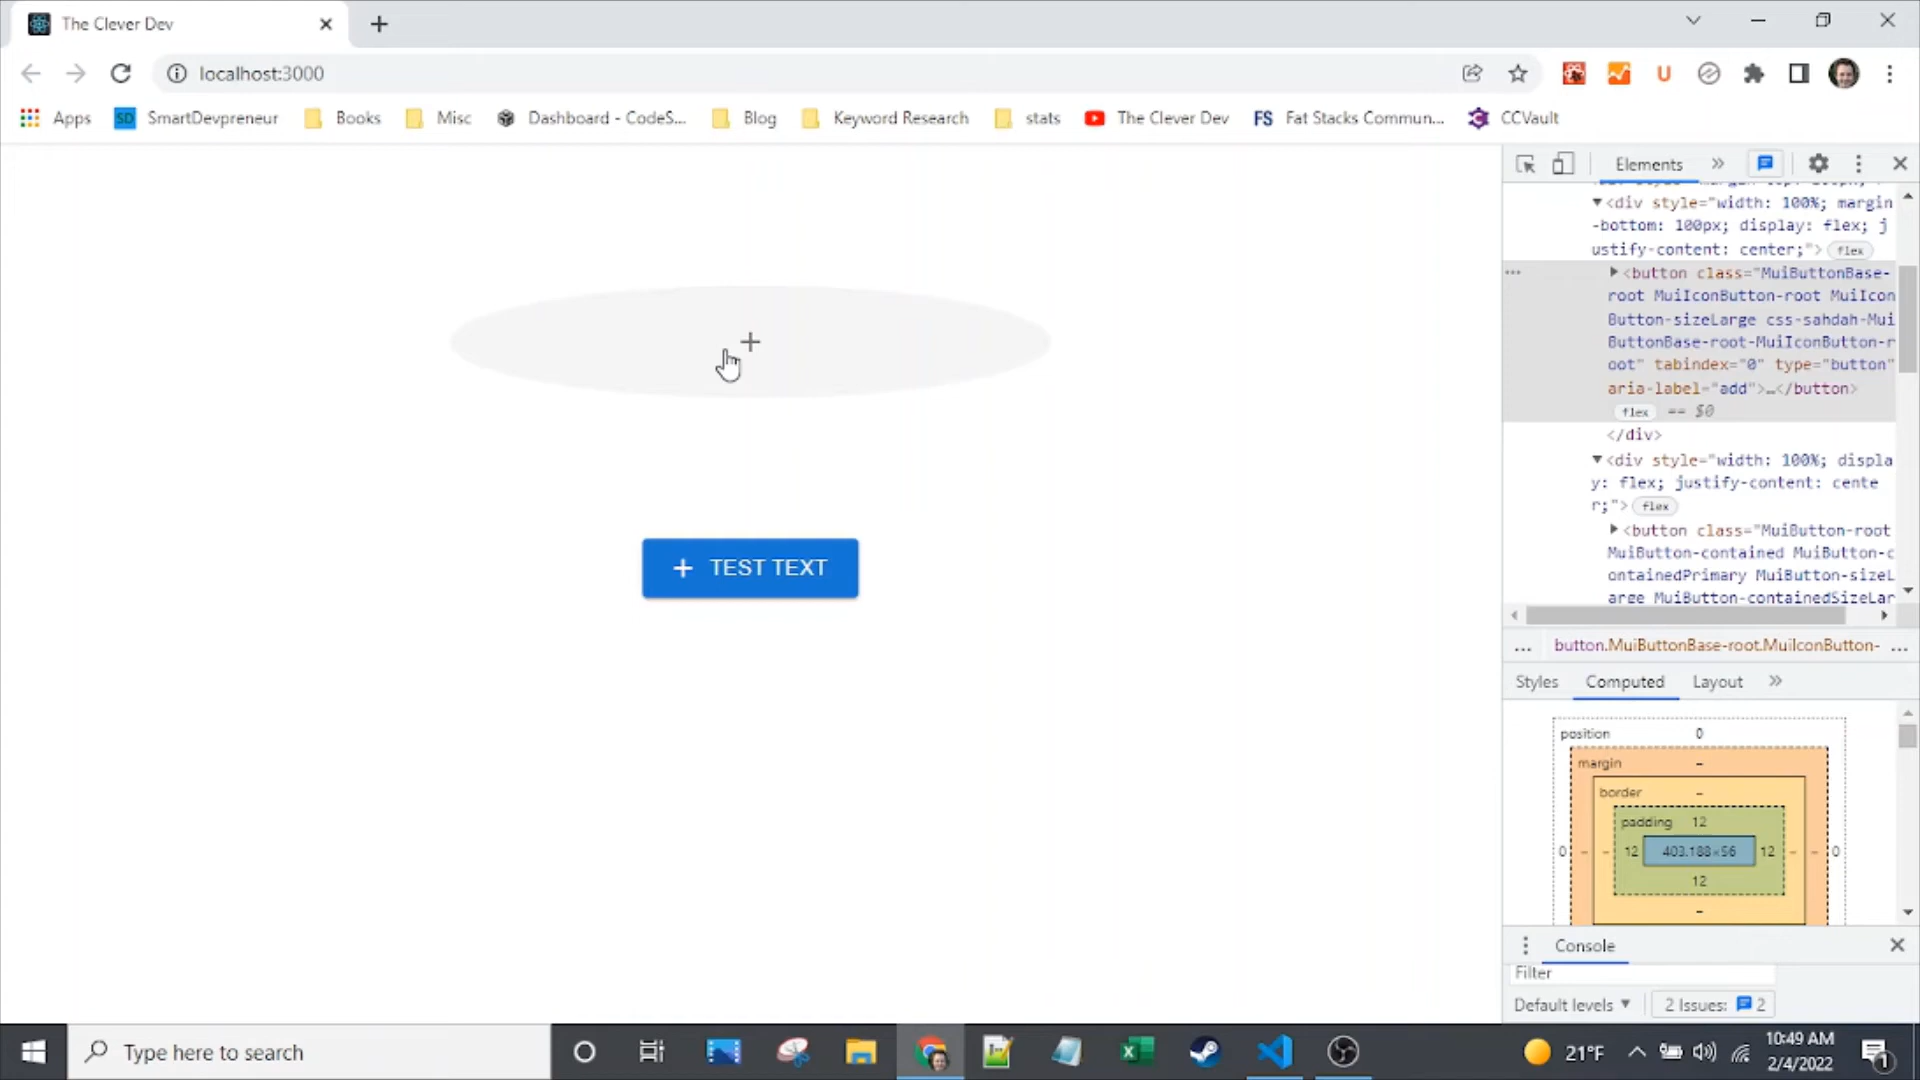 The Clever Dev
localhost:3000
Apps SmartDevpreneur Books Misc Dashboard - CodeS... Blog Keyword Research stats The Clever Dev Fat Stacks Commun... CCVault
Elements
<div style="width: 100%; margin
-bottom: 100px; display: flex; j
ustify-content: center;"> flex
<button class="MuiButtonBase-
root MuiIconButton-root MuiIcon
Button-sizeLarge css-sahdah-Mui
ButtonBase-root-MuiIconButton-r
oot" tabindex="0" type="button"
aria-label="add">…</button>
flex == $0
</div>
<div style="width: 100%; displa
y: flex; justify-content: cente
r;"> flex
<button class="MuiButton-root
MuiButton-contained MuiButton-c
ontainedPrimary MuiButton-sizeL
arge MuiButton-containedSizeLar
TEST TEXT
... button.MuiButtonBase-root.MuiIconButton- ...
Styles Computed Layout
position 0
margin -
border -
padding 12
0 - - 12 403.188×56 12 - - 0
12
-
Console
Filter
Default levels 2 Issues: 2
Type here to search
21°F
10:49 AM
2/4/2022
1